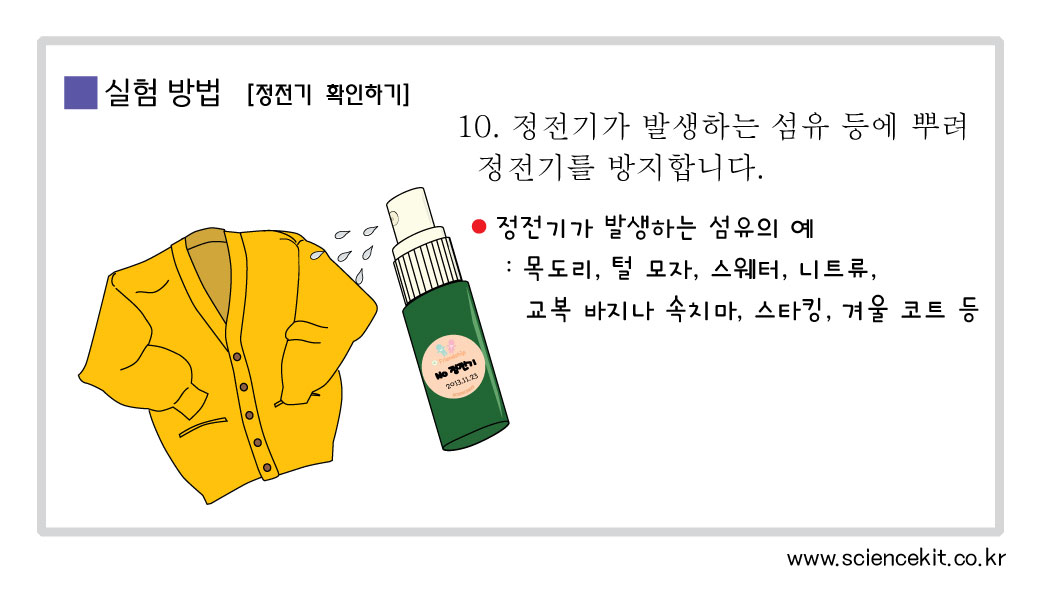 실험 방법 [정전기 확인하기]
10. 정전기가 발생하는 섬유 등에 뿌려
정전기를 방지합니다.
정전기가 발생하는 섬유의 예
: 목도리, 털 모자, 스웨터, 니트류,
교복 바지나 속치마, 스타킹, 겨울 코트 등
Friendship
No 정전기
2013.11.23
www.sciencekit.co.kr